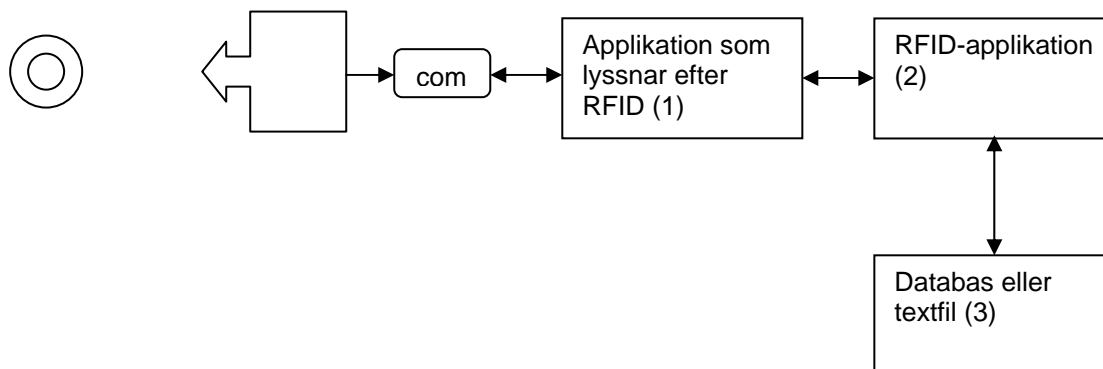 com
Applikation som
lyssnar efter
RFID (1)
RFID-applikation
(2)
Databas eller
textfil (3)